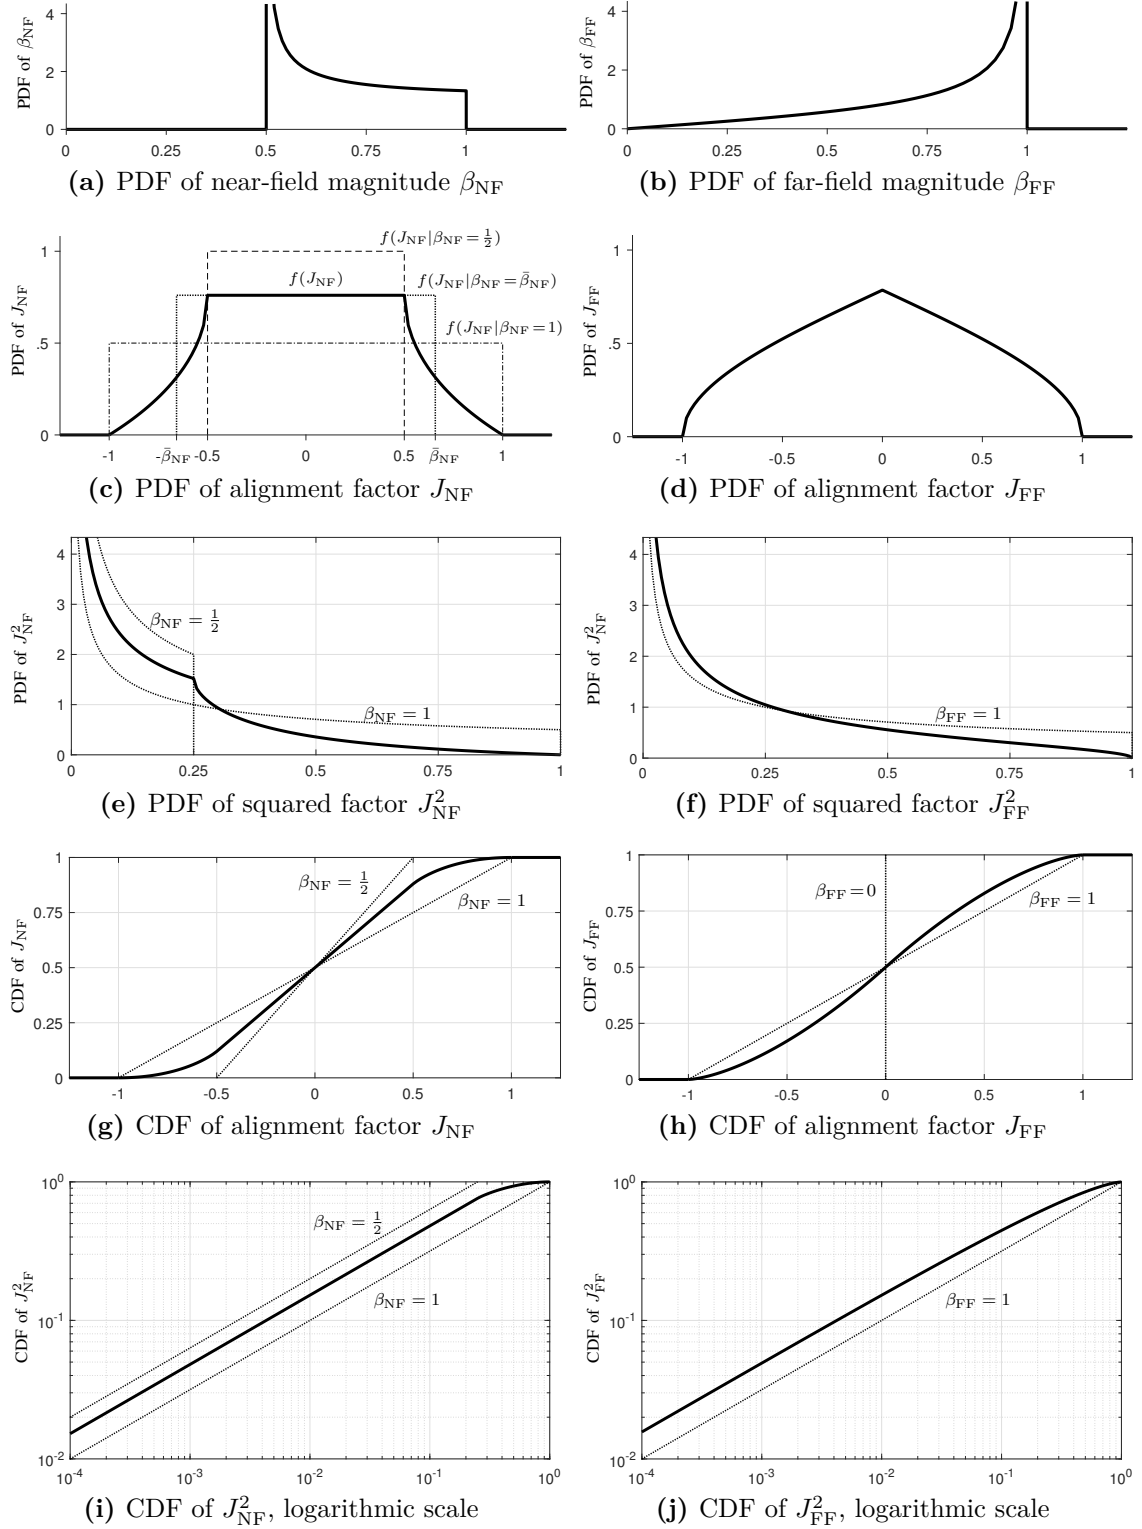 PDF of β_NF
4
2
0
0 0.25 0.5 0.75 1
(a) PDF of near-field magnitude β_NF
PDF of β_FF
4
2
0
0 0.25 0.5 0.75 1
(b) PDF of far-field magnitude β_FF
PDF of J_NF
1
.5
0
f(J_NF|β_NF=1/2)
f(J_NF)
f(J_NF|β_NF=β̄_NF)
f(J_NF|β_NF=1)
-1 -β̄_NF -0.5 0 0.5 β̄_NF 1
(c) PDF of alignment factor J_NF
PDF of J_FF
1
.5
0
-1 -0.5 0 0.5 1
(d) PDF of alignment factor J_FF
PDF of J²_NF
4
3
2
1
0
β_NF = 1/2
β_NF = 1
0 0.25 0.5 0.75 1
(e) PDF of squared factor J²_NF
PDF of J²_NF
4
3
2
1
0
β_FF = 1
0 0.25 0.5 0.75 1
(f) PDF of squared factor J²_FF
CDF of J_NF
1
0.75
0.5
0.25
0
β_NF = 1/2
β_NF = 1
-1 -0.5 0 0.5 1
(g) CDF of alignment factor J_NF
CDF of J_FF
1
0.75
0.5
0.25
0
β_FF=0
β_FF = 1
-1 -0.5 0 0.5 1
(h) CDF of alignment factor J_FF
CDF of J²_NF
10⁰
10⁻¹
10⁻²
β_NF = 1/2
β_NF = 1
10⁻⁴ 10⁻³ 10⁻² 10⁻¹ 10⁰
(i) CDF of J²_NF, logarithmic scale
CDF of J²_FF
10⁰
10⁻¹
10⁻²
β_FF = 1
10⁻⁴ 10⁻³ 10⁻² 10⁻¹ 10⁰
(j) CDF of J²_FF, logarithmic scale